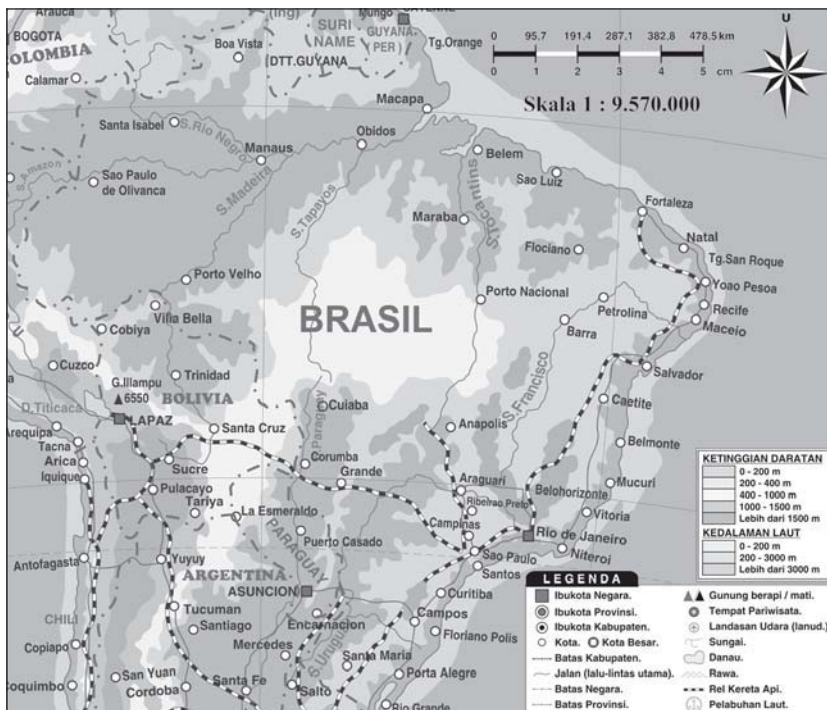 Arauca
BOGOTA
COLOMBIA
Calamar
Boa Vista
(ing)
SURI
NAME
DTT.GUYANA
Mungo
CAYENNE
GUYANA
(PER)
Tg.Orange
Macapa
0 95,7 191,4 287,1 382,8 478,5 km
0 1 2 3 4 5 cm
Skala 1 : 9.570.000
U
Santa Isabel
S.Rio Negro
Manaus
Obidos
S.Amazon
Sao Paulo
de Olivanca
S.Madeira
S.Tapayos
Belem
Sao Luiz
S.Tocantins
Maraba
Fortaleza
Flociano
Natal
Tg.San Roque
Yoao Pesoa
Recife
Maceio
Porto Velho
Villa Bella
Cobiya
BRASIL
Porto Nacional
Petrolina
Barra
Salvador
S.Francisco
Cuzco
Trinidad
G.Illampu
6550
BOLIVIA
D.Titicaca
LAPAZ
Cuiaba
Anapolis
Caetite
Arequipa
Tacna
Arica
Iquique
Santa Cruz
Sucre
Paraguay
Corumba
Grande
Belmonte
Pulacayo
Tariya
La Esmeraldo
Araguari
Ribeirao Preto
Belohorizonte
Mucuri
Vitoria
PARAGUAY
Puerto Casado
Campinas
Rio de Janeiro
Niteroi
Sao Paulo
Santos
Antofagasta
Yuyuy
ARGENTINA
ASUNCION
Curitiba
CHILI
Tucuman
Santiago
Encarnacion
Campos
Floriano Polis
Copiapo
Mercedes
S.Uruguay
Santa Maria
Porta Alegre
San Yuan
Coquimbo
Cordoba
Santa Fe
Salto
Rio Grande
KETINGGIAN DARATAN
0 - 200 m
200 - 400 m
400 - 1000 m
1000 - 1500 m
Lebih dari 1500 m
KEDALAMAN LAUT
0 - 200 m
200 - 3000 m
Lebih dari 3000 m
LEGENDA
Ibukota Negara.
Ibukota Provinsi.
Ibukota Kabupaten.
Kota. Kota Besar.
Batas Kabupaten.
Jalan (lalu-lintas utama).
Batas Negara.
Batas Provinsi.
Gunung berapi / mati.
Tempat Pariwisata.
Landasan Udara (lanud.)
Sungai.
Danau.
Rawa.
Rel Kereta Api.
Pelabuhan Laut.